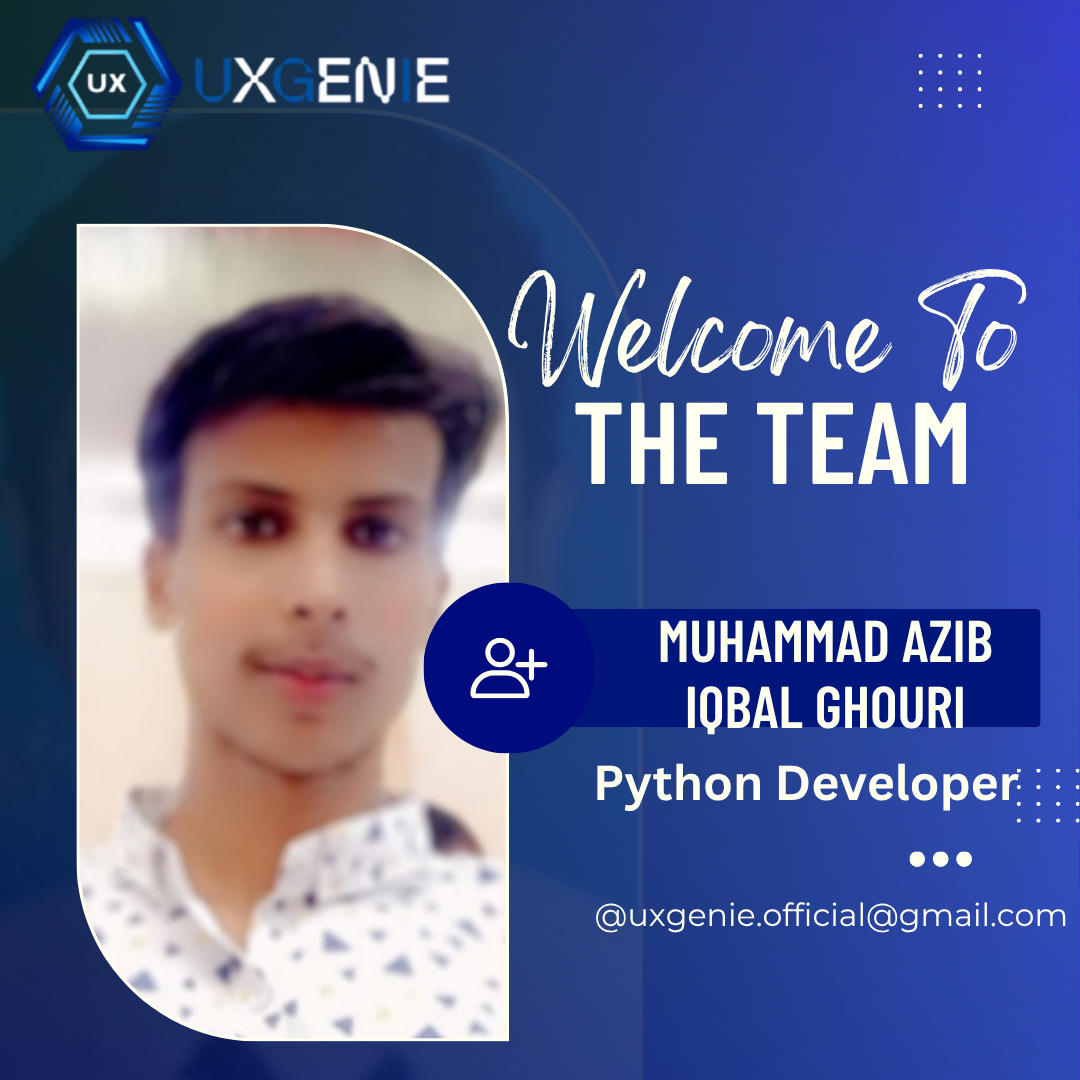 UX
UXGENIE
Welcome To
THE TEAM
MUHAMMAD AZIB
IQBAL GHOURI
Python Developer
@uxgenie.official@gmail.com